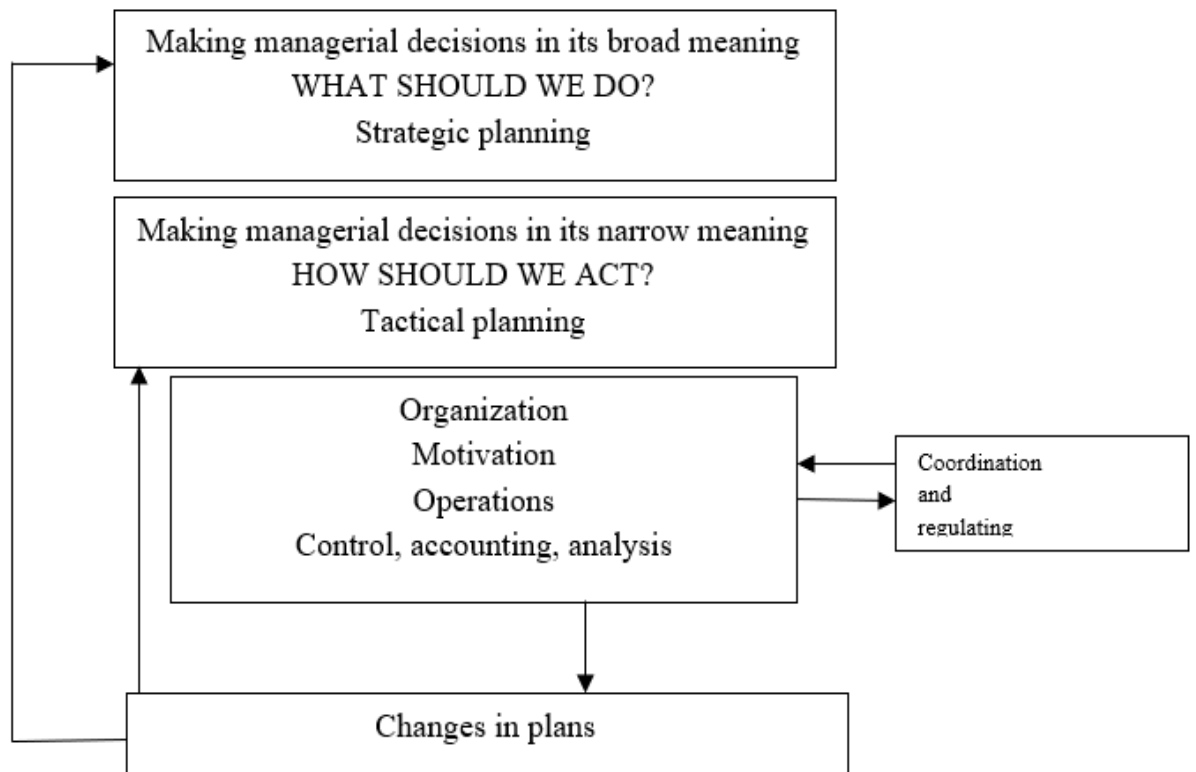 Making managerial decisions in its broad meaning
WHAT SHOULD WE DO?
Strategic planning
Making managerial decisions in its narrow meaning
HOW SHOULD WE ACT?
Tactical planning
Organization
Motivation
Operations
Control, accounting, analysis
Coordination
and
regulating
Changes in plans